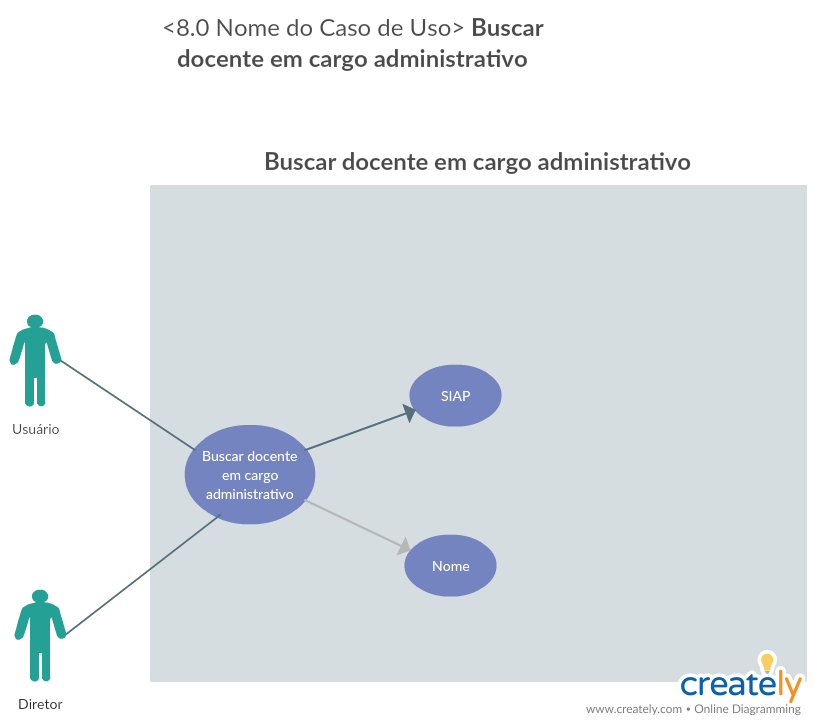 <8.0 Nome do Caso de Uso> Buscar
docente em cargo administrativo
Buscar docente em cargo administrativo
Usuário
SIAP
Buscar docente
em cargo
administrativo
Nome
Diretor
creately
www.creately.com • Online Diagramming